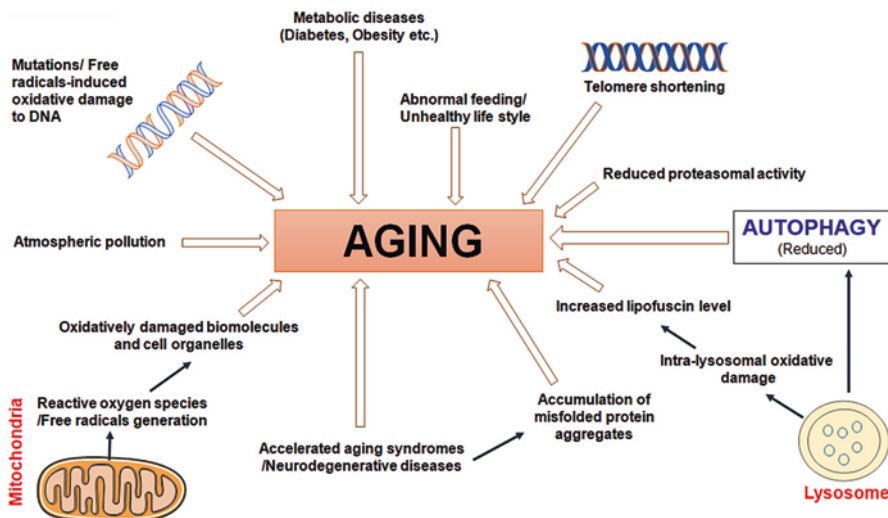 Metabolic diseases
(Diabetes, Obesity etc.)
Mutations/ Free
radicals-induced
oxidative damage
to DNA
Abnormal feeding/
Unhealthy life style
Telomere shortening
Reduced proteasomal activity
Atmospheric pollution
AGING
AUTOPHAGY
(Reduced)
Increased lipofuscin level
Oxidatively damaged biomolecules
and cell organelles
Intra-lysosomal oxidative
damage
Mitochondria
Reactive oxygen species
/Free radicals generation
Accumulation of
misfolded protein
aggregates
Accelerated aging syndromes
/Neurodegenerative diseases
Lysosome